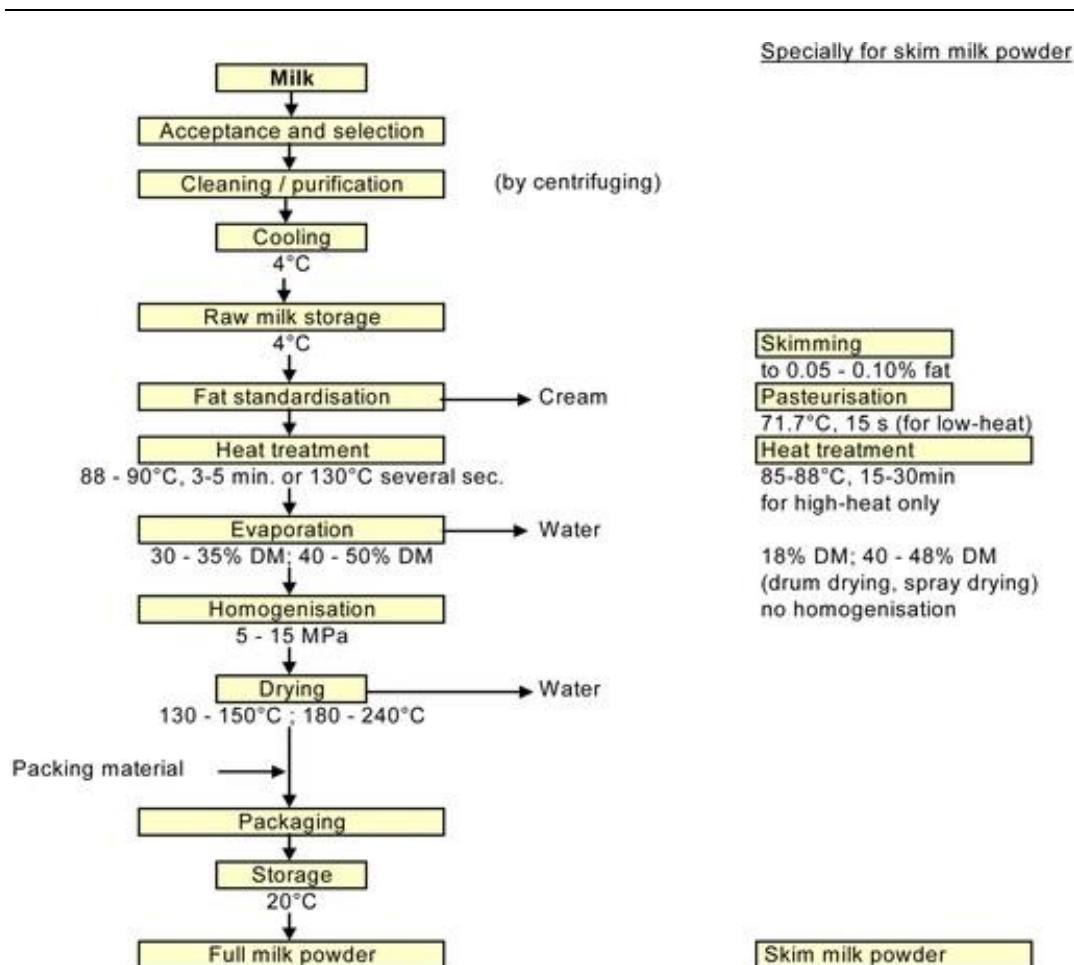 Specially for skim milk powder
Milk
Acceptance and selection
Cleaning / purification
(by centrifuging)
Cooling
4°C
Raw milk storage
4°C
Fat standardisation
Cream
Heat treatment
88 - 90°C, 3-5 min. or 130°C several sec.
Evaporation
Water
30 - 35% DM; 40 - 50% DM
Homogenisation
5 - 15 MPa
Drying
Water
130 - 150°C ; 180 - 240°C
Packing material
Packaging
Storage
20°C
Full milk powder
Skimming
to 0.05 - 0.10% fat
Pasteurisation
71.7°C, 15 s (for low-heat)
Heat treatment
85-88°C, 15-30min
for high-heat only
18% DM; 40 - 48% DM
(drum drying, spray drying)
no homogenisation
Skim milk powder